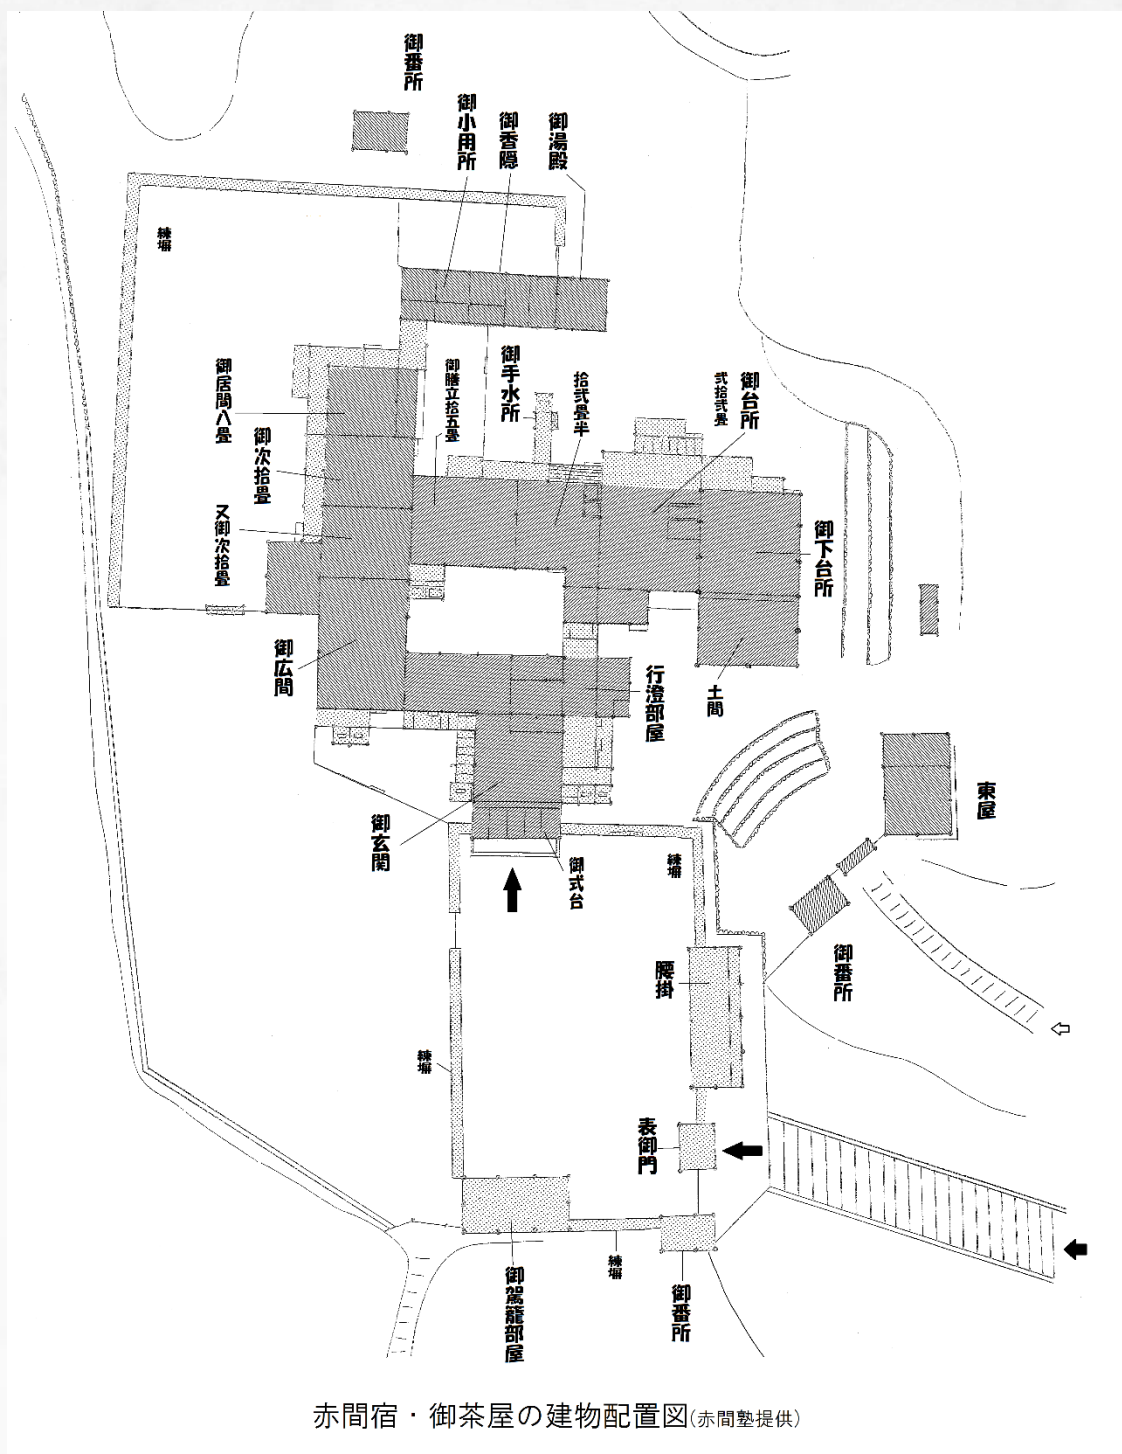 御番所
御小用所
御香隠
御湯殿
練塀
御居間八畳
御次拾畳
又御次拾畳
御膳立拾五畳
御手水所
拾弐畳半
御台所
弐拾弐畳
御下台所
土間
御広間
行澄部屋
御玄関
御式台
東屋
練塀
腰掛
御番所
練塀
表御門
御駕籠部屋
練塀
御番所
赤間宿・御茶屋の建物配置図(赤間塾提供)